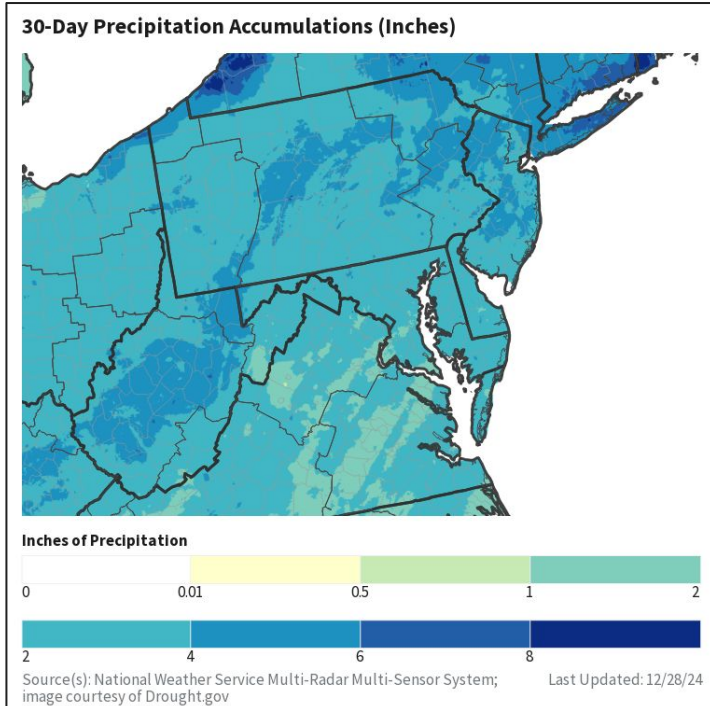 30-Day Precipitation Accumulations (Inches)
Inches of Precipitation
0 0.01 0.5 1 2
2 4 6 8
Source(s): National Weather Service Multi-Radar Multi-Sensor System; Last Updated: 12/28/24
image courtesy of Drought.gov